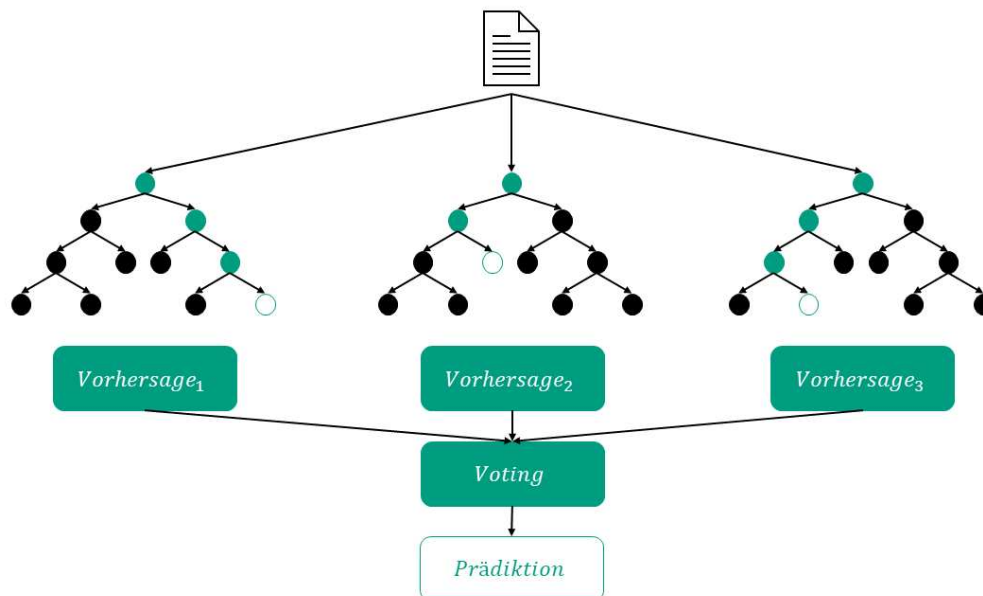 Vorhersage₁
Vorhersage₂
Vorhersage₃
Voting
Prädiktion